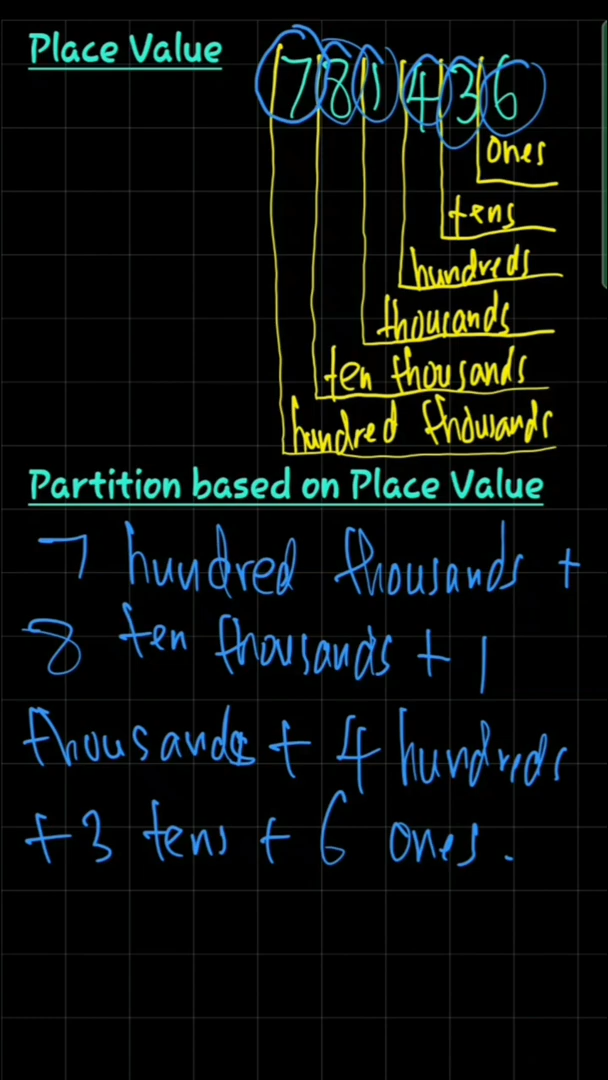 Place Value
781436
ones
tens
hundreds
thousands
ten thousands
hundred thousands
Partition based on Place Value
7 hundred thousands +
8 ten thousands + 1
thousands + 4 hundreds
+ 3 tens + 6 ones.